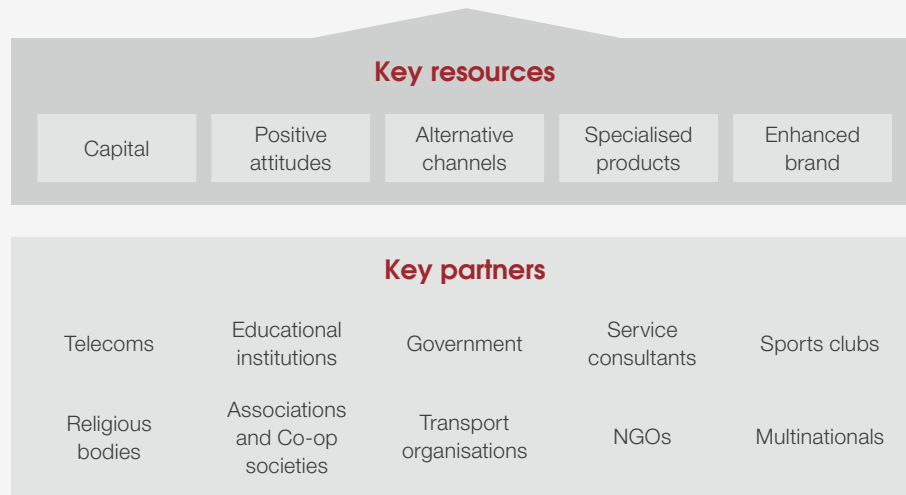 Key resources
Capital
Positive
attitudes
Alternative
channels
Specialised
products
Enhanced
brand
Key partners
Telecoms
Educational
institutions
Government
Service
consultants
Sports clubs
Religious
bodies
Associations
and Co-op
societies
Transport
organisations
NGOs
Multinationals